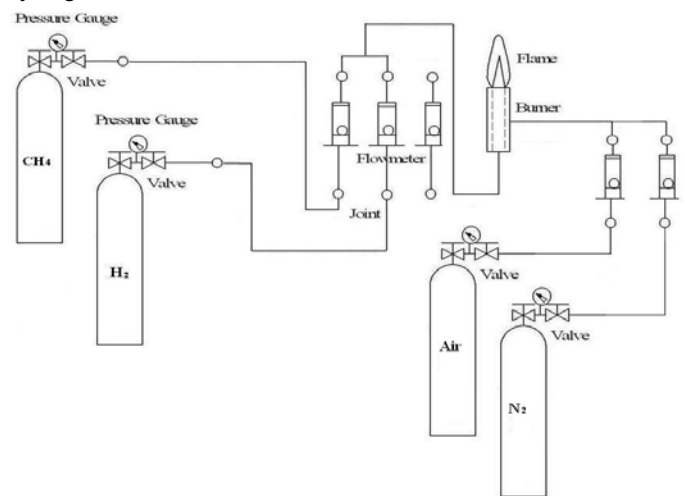 Pressure Gauge
Valve
CH4
Pressure Gauge
Valve
H2
Flowmeter
Joint
Flame
Burner
Valve
Air
Valve
N2